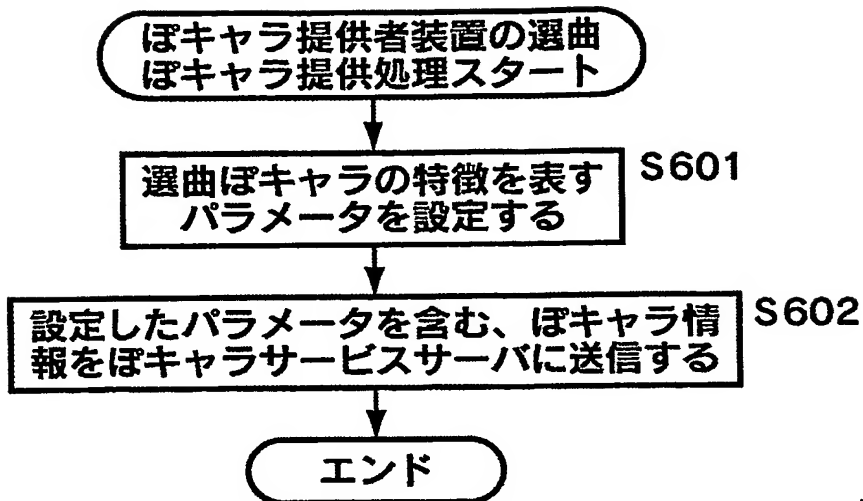 ぽキャラ提供者装置の選曲
ぽキャラ提供処理スタート
選曲ぽキャラの特徴を表す
パラメータを設定する
S601
設定したパラメータを含む、ぽキャラ情
報をぽキャラサービスサーバに送信する
S602
エンド